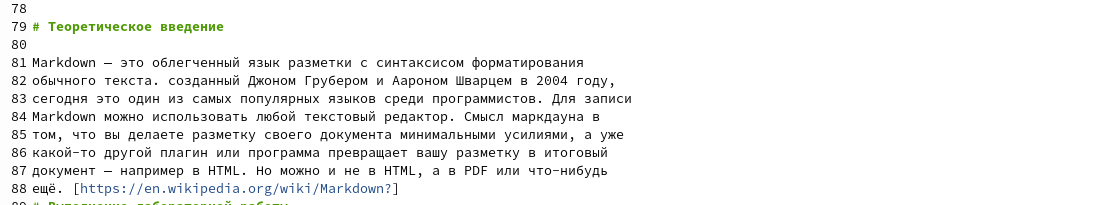 78
79 # Теоретическое введение
80
81 Markdown — это облегченный язык разметки с синтаксисом форматирования
82 обычного текста. созданный Джоном Грубером и Аароном Шварцем в 2004 году,
83 сегодня это один из самых популярных языков среди программистов. Для записи
84 Markdown можно использовать любой текстовый редактор. Смысл маркдауна в
85 том, что вы делаете разметку своего документа минимальными усилиями, а уже
86 какой-то другой плагин или программа превращает вашу разметку в итоговый
87 документ — например в HTML. Но можно и не в HTML, а в PDF или что-нибудь
88 ещё. [https://en.wikipedia.org/wiki/Markdown?]
89 # Выполнение лабораторной работы